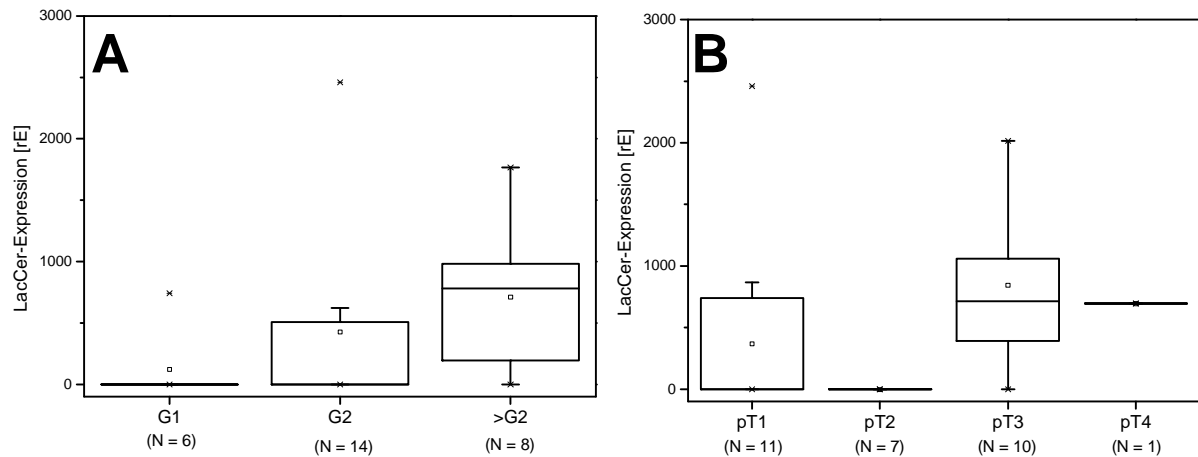 A
LacCer-Expression [rE]
3000
2000
1000
0
G1
G2
>G2
(N = 6)
(N = 14)
(N = 8)
B
LacCer-Expression [rE]
3000
2000
1000
0
pT1
pT2
pT3
pT4
(N = 11)
(N = 7)
(N = 10)
(N = 1)